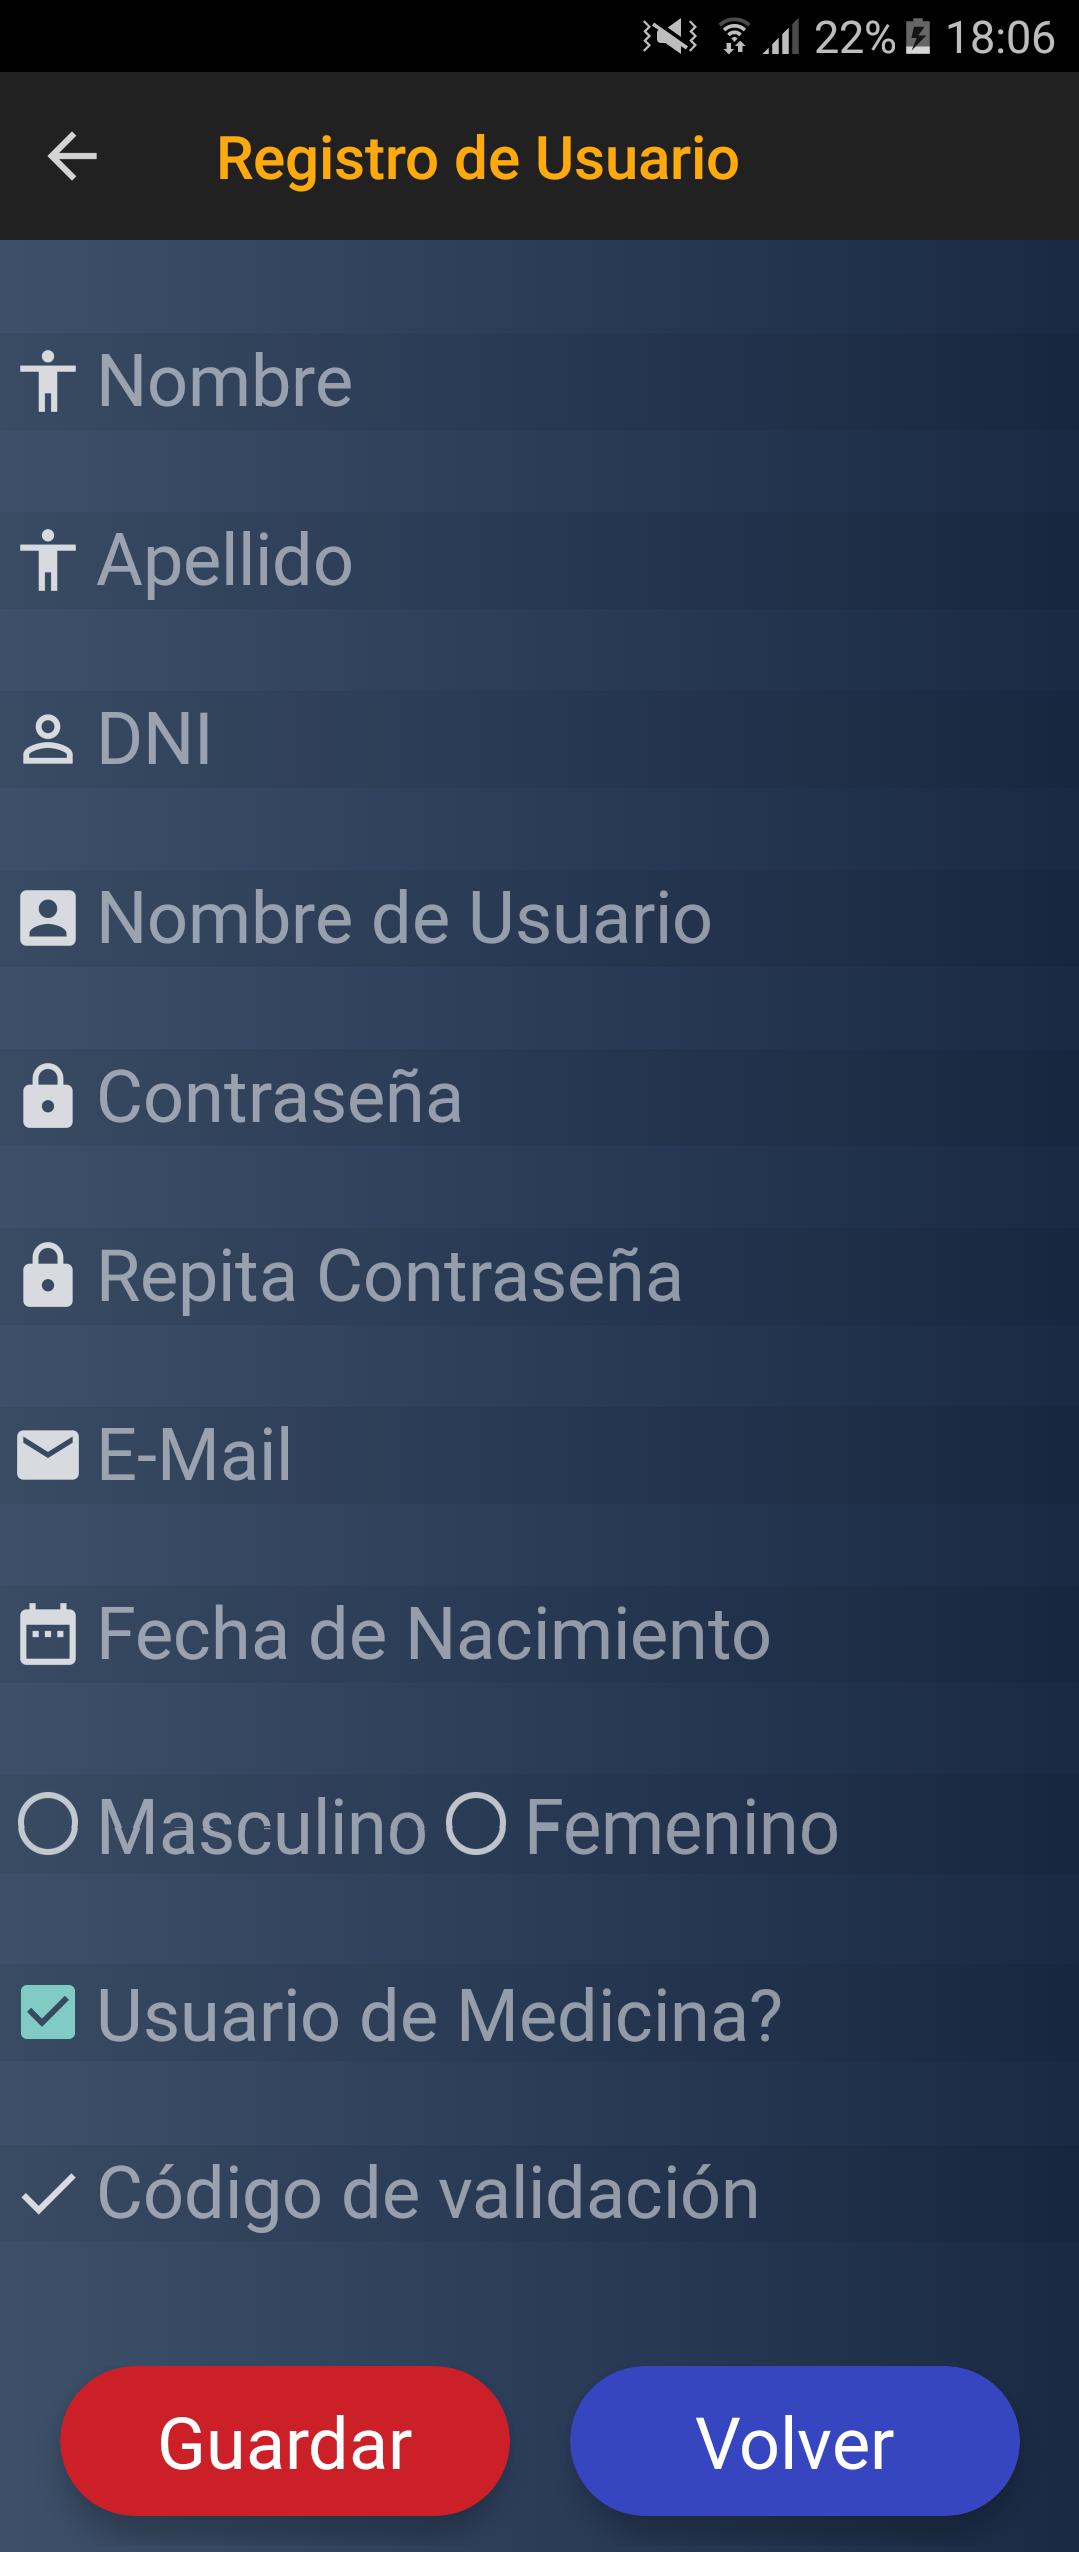 22% 18:06
Registro de Usuario
Nombre
Apellido
DNI
Nombre de Usuario
Contraseña
Repita Contraseña
E-Mail
Fecha de Nacimiento
Masculino Femenino
Usuario de Medicina?
Código de validación
Guardar Volver